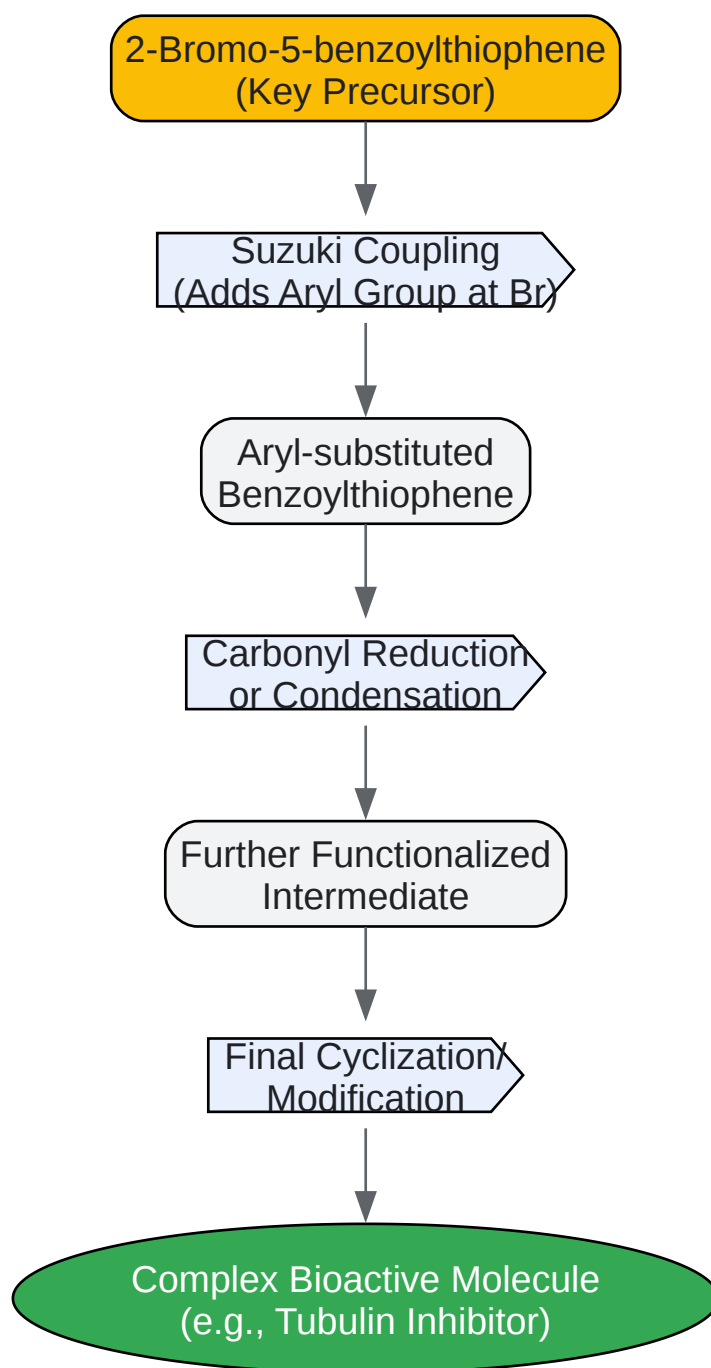 2-Bromo-5-benzoylthiophene
(Key Precursor)
Suzuki Coupling
(Adds Aryl Group at Br)
Aryl-substituted
Benzoylthiophene
Carbonyl Reduction
or Condensation
Further Functionalized
Intermediate
Final Cyclization/
Modification
Complex Bioactive Molecule
(e.g., Tubulin Inhibitor)